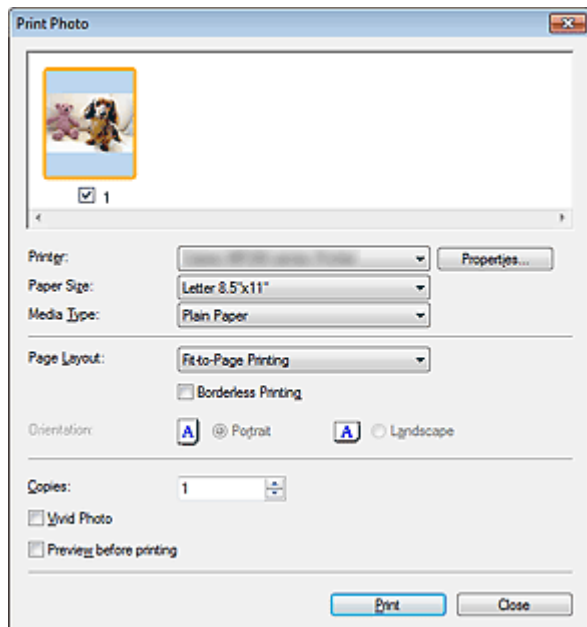 Print Photo
1
Printer:
Properties...
Paper Size:
Letter 8.5"x11"
Media Type:
Plain Paper
Page Layout:
Fit-to-Page Printing
Borderless Printing
Orientation:
A Portrait A Landscape
Copies:
1
Vivid Photo
Preview before printing
Print Close